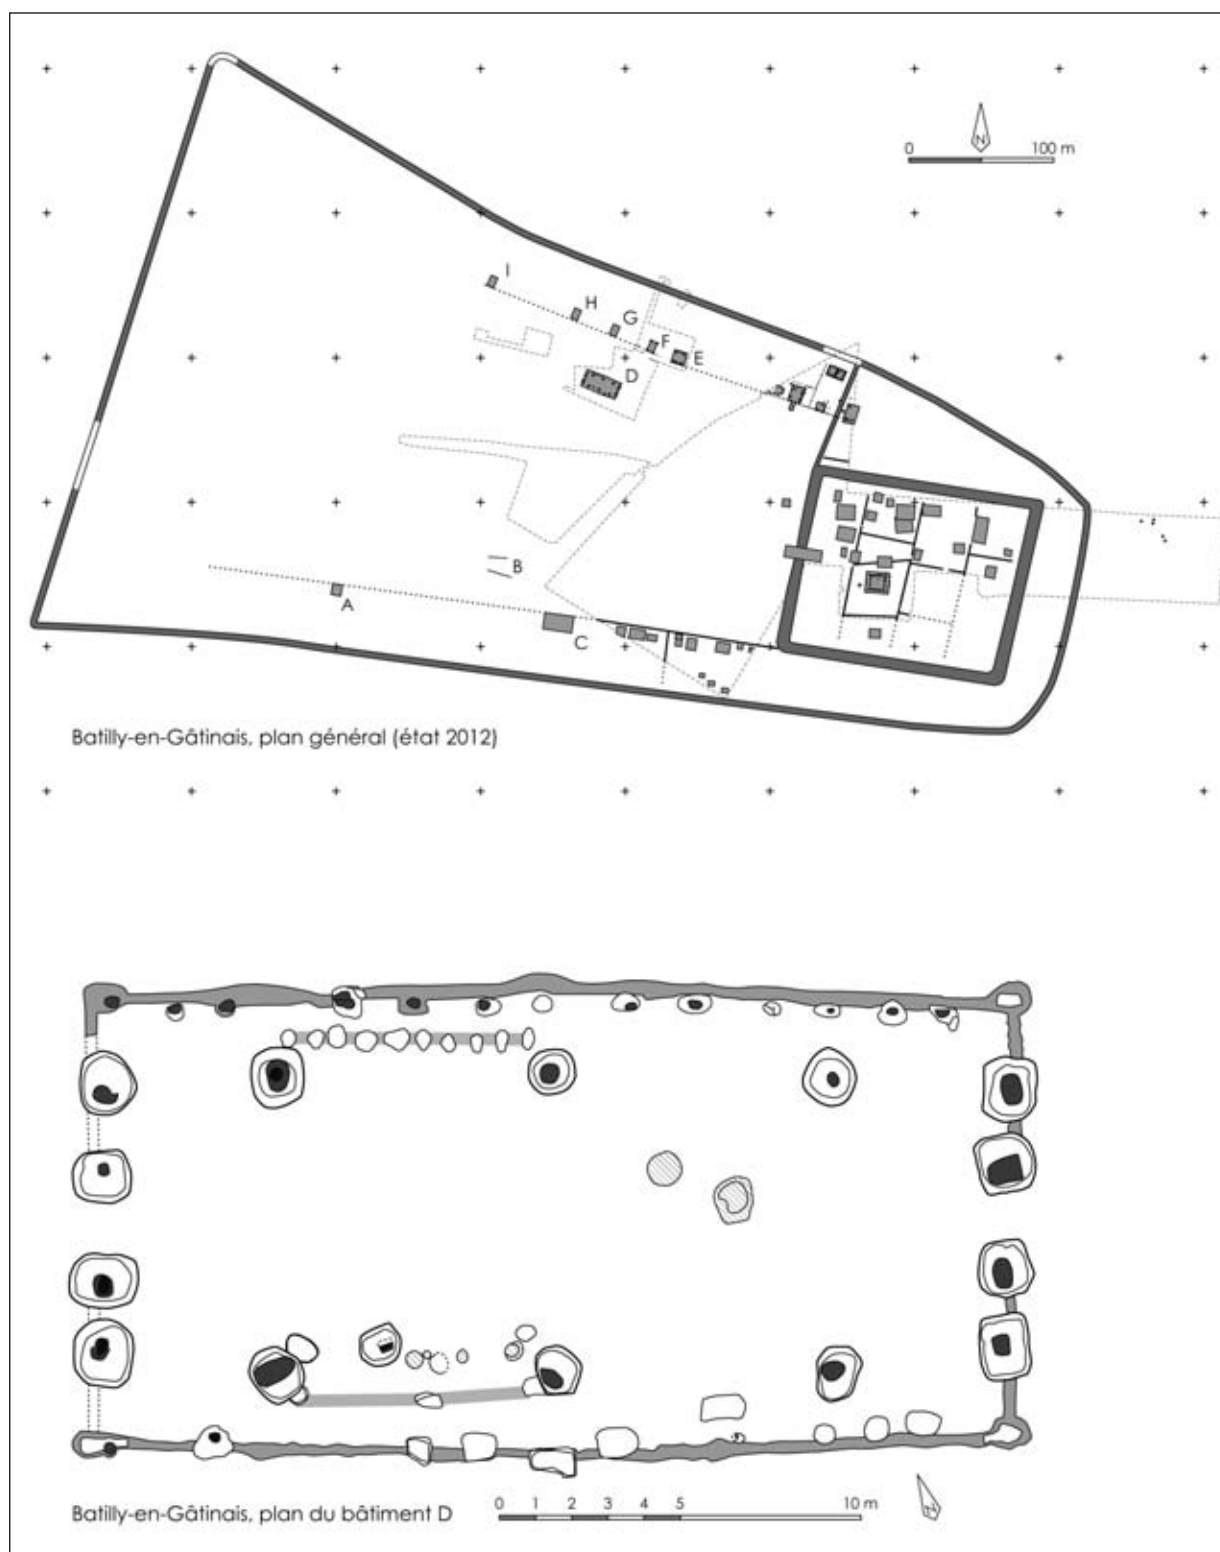 N
0 100 m
I
H
G
F
E
D
B
A
C
Batilly-en-Gâtinais, plan général (état 2012)
Batilly-en-Gâtinais, plan du bâtiment D
0 1 2 3 4 5 10 m
N